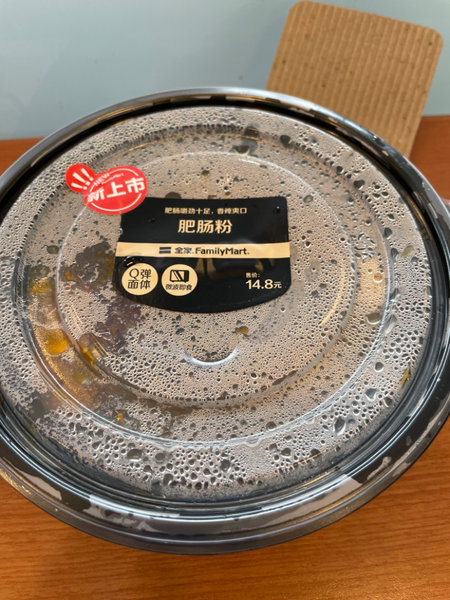 NEW
新上市
肥肠嚼劲十足，香辣爽口
肥肠粉
全家 FamilyMart.
Q弹
面体
微波即食
售价：
14.8元